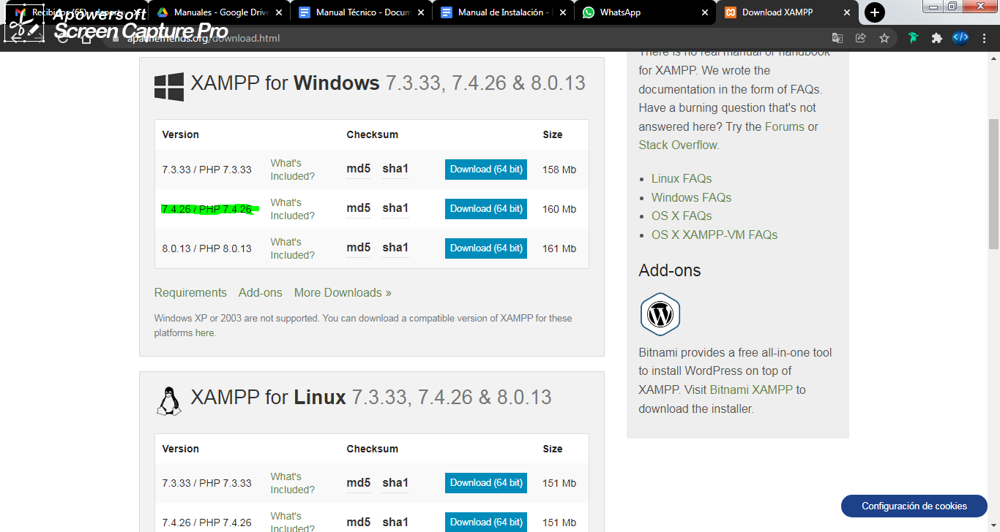 Recibidos (65) - deporte
Manuales - Google Drive
Manual Técnico - Docum
Manual de Instalación -
WhatsApp
Download XAMPP
Apowersoft
Screen Capture Pro
apachefriends.org/download.html
XAMPP for Windows 7.3.33, 7.4.26 & 8.0.13
Version Checksum Size
7.3.33 / PHP 7.3.33 What's Included? md5 sha1 Download (64 bit) 158 Mb
7.4.26 / PHP 7.4.26 What's Included? md5 sha1 Download (64 bit) 160 Mb
8.0.13 / PHP 8.0.13 What's Included? md5 sha1 Download (64 bit) 161 Mb
Requirements Add-ons More Downloads »
Windows XP or 2003 are not supported. You can download a compatible version of XAMPP for these
platforms here.
XAMPP for Linux 7.3.33, 7.4.26 & 8.0.13
Version Checksum Size
7.3.33 / PHP 7.3.33 What's Included? md5 sha1 Download (64 bit) 151 Mb
7.4.26 / PHP 7.4.26 What's Included? md5 sha1 Download (64 bit) 151 Mb
There is no real manual or handbook
for XAMPP. We wrote the
documentation in the form of FAQs.
Have a burning question that's not
answered here? Try the Forums or
Stack Overflow.
Linux FAQs
Windows FAQs
OS X FAQs
OS X XAMPP-VM FAQs
Add-ons
Bitnami provides a free all-in-one tool
to install WordPress on top of
XAMPP. Visit Bitnami XAMPP to
download the installer.
Configuración de cookies